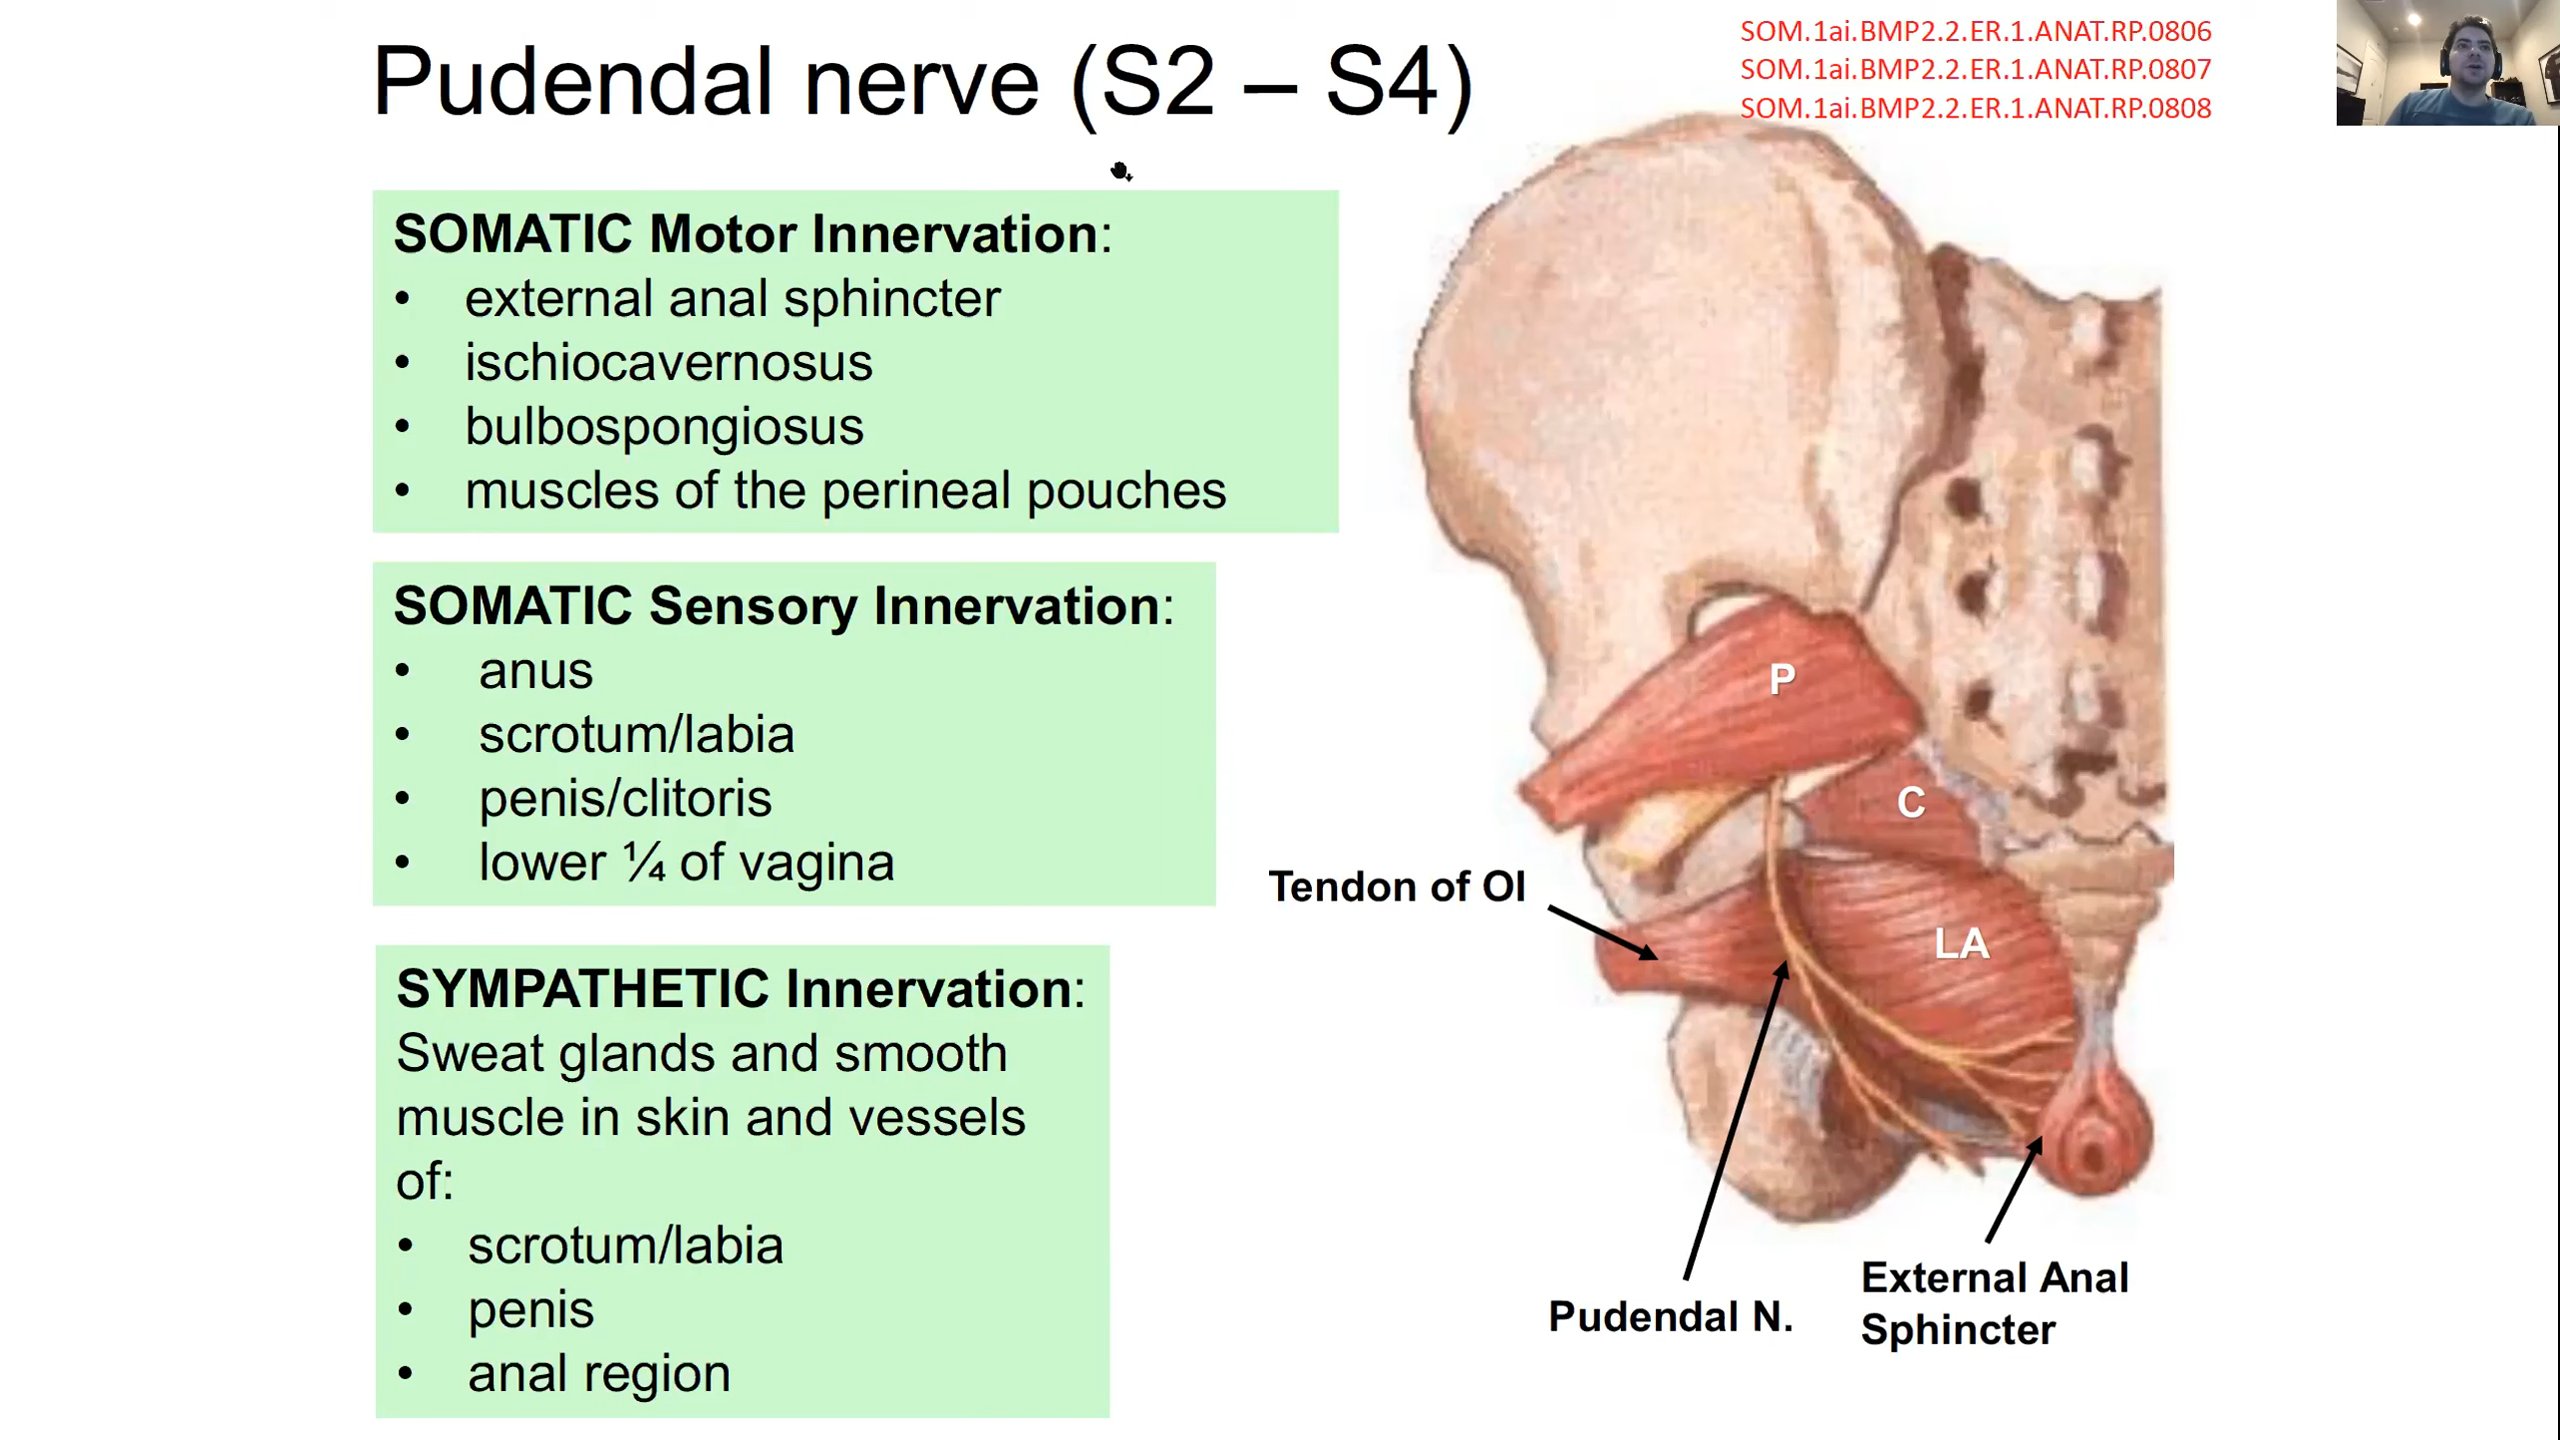 Pudendal nerve (S2 – S4)
SOM.1ai.BMP2.2.ER.1.ANAT.RP.0806
SOM.1ai.BMP2.2.ER.1.ANAT.RP.0807
SOM.1ai.BMP2.2.ER.1.ANAT.RP.0808
SOMATIC Motor Innervation:
• external anal sphincter
• ischiocavernosus
• bulbospongiosus
• muscles of the perineal pouches
SOMATIC Sensory Innervation:
• anus
• scrotum/labia
• penis/clitoris
• lower ¼ of vagina
SYMPATHETIC Innervation:
Sweat glands and smooth
muscle in skin and vessels
of:
• scrotum/labia
• penis
• anal region
P
C
Tendon of OI
LA
Pudendal N.
External Anal
Sphincter